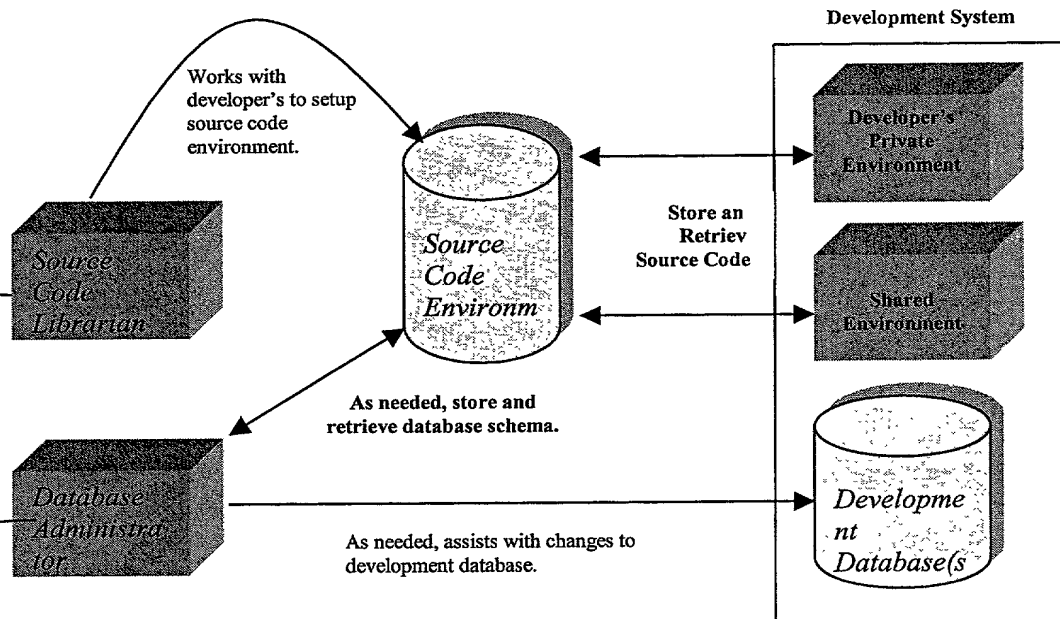 Development System
Works with
developer's to setup
source code
environment.
Developer's
Private
Environment
Source
Code
Environm
Store an
Retriev
Source Code
Source
Code
Librarian
Shared
Environment
As needed, store and
retrieve database schema.
Database
Administra
tor
Developme
nt
Database(s
As needed, assists with changes to
development database.